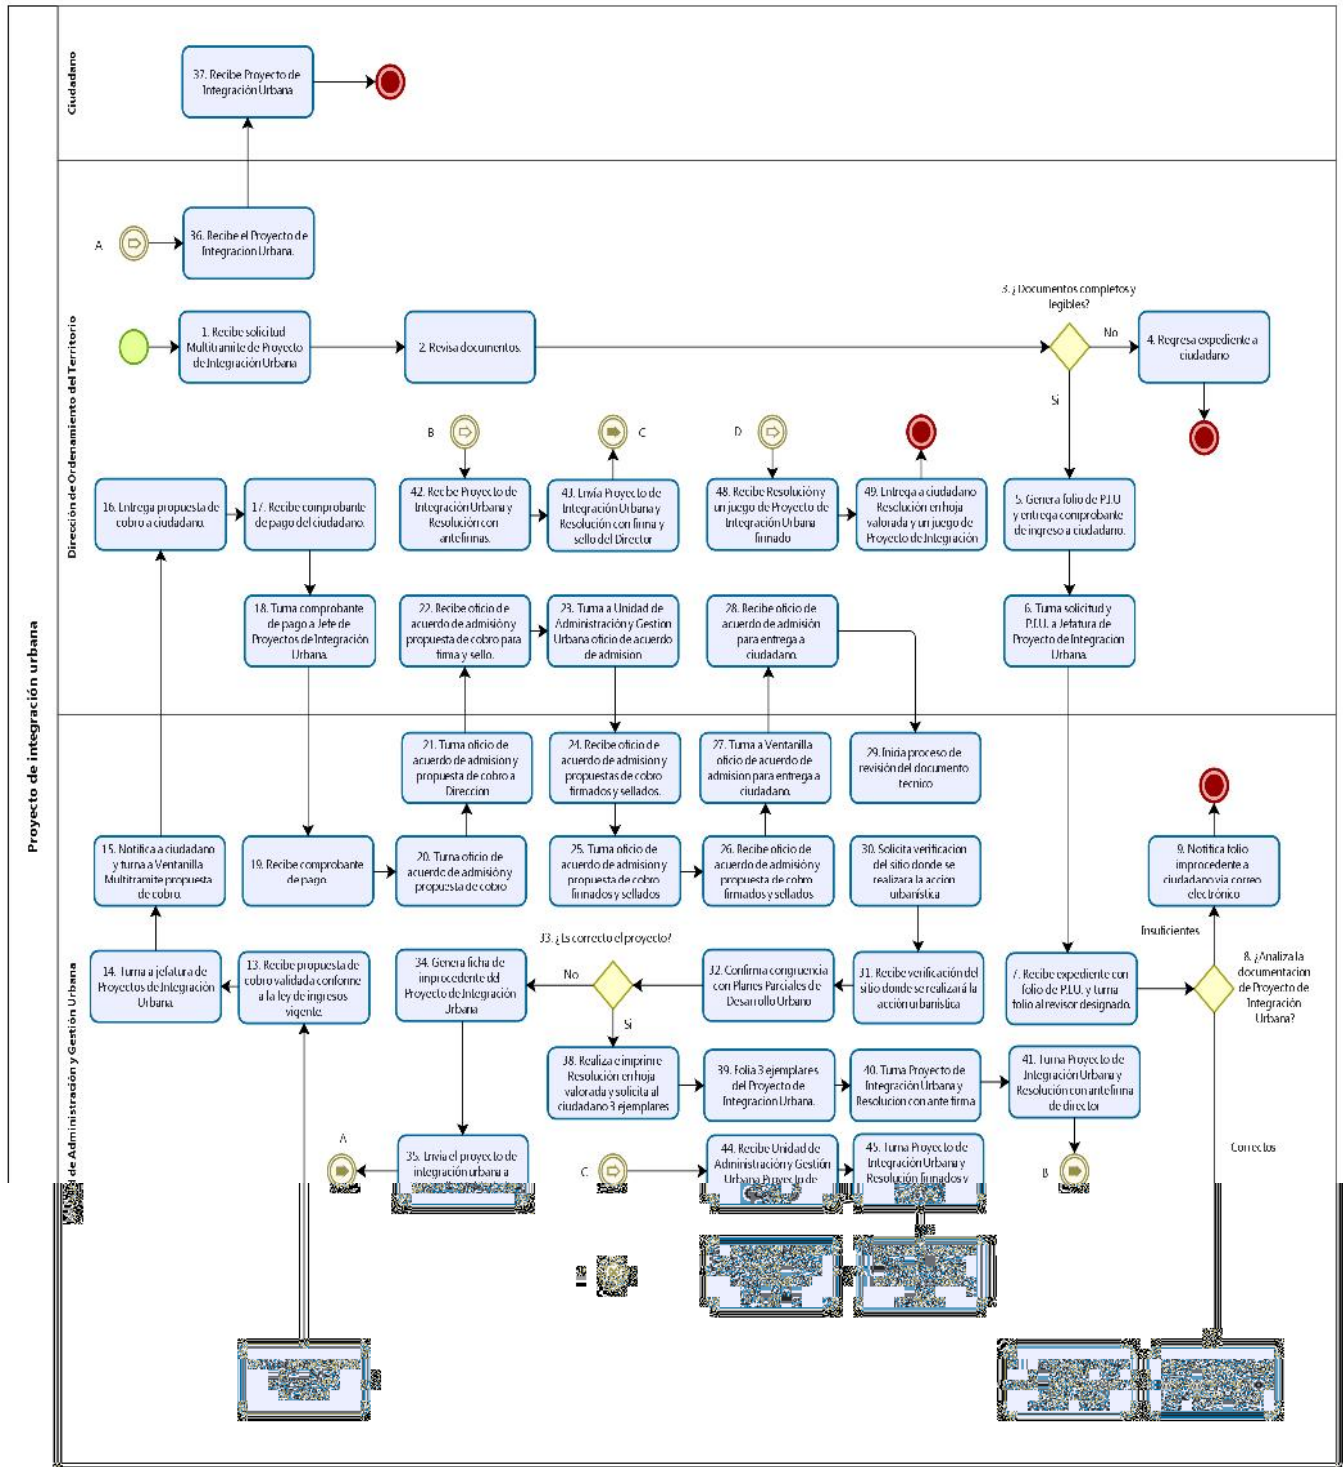 Proyecto de integración urbana
Ciudadano
37. Recibe Proyecto de
Integración Urbana
Dirección de Ordenamiento del Territorio
A
36. Recibe el Proyecto de
Integración Urbana.
3. ¿Documentos completos y
legibles?
1. Recibe solicitud
Multitramite de Proyecto
de Integración Urbana
2. Revisa documentos.
No
4. Regresa expediente a
ciudadano
Si
B
C
D
16. Entrega propuesta de
cobro a ciudadano.
17. Recibe comprobante
de pago del ciudadano.
42. Recibe Proyecto de
Integración Urbana y
Resolución con
antefirmas.
43. Envía Proyecto de
Integración Urbana y
Resolución con firma y
sello del Director
48. Recibe Resolución y
un juego de Proyecto de
Integración Urbana
firmado
49. Entrega a ciudadano
Resolución en hoja
valorada y un juego de
Proyecto de Integración
5. Genera folio de P.I.U
y entrega comprobante
de ingreso a ciudadano.
18. Turna comprobante
de pago a Jefe de
Proyectos de Integración
Urbana.
22. Recibe oficio de
acuerdo de admisión y
propuesta de cobro para
firma y sello.
23. Turna a Unidad de
Administración y Gestion
Urbana oficio de acuerdo
de admision
28. Recibe oficio de
acuerdo de admisión
para entrega a
ciudadano.
6. Turna solicitud y
P.I.U. a Jefatura de
Proyecto de Integracion
Urbana.
de Administración y Gestión Urbana
21. Turna oficio de
acuerdo de admision y
propuesta de cobro a
Direccion
24. Recibe oficio de
acuerdo de admision y
propuestas de cobro
firmados y sellados.
27. Turna a Ventanilla
oficio de acuerdo de
admision para entrega a
ciudadano.
29. Inicia proceso de
revisión del documento
tecnico
15. Notifica a ciudadano
y turna a Ventanilla
Multitramite propuesta
de cobro.
19. Recibe comprobante
de pago.
20. Turna oficio de
acuerdo de admisión y
propuesta de cobro
25. Turna oficio de
acuerdo de admision y
propuesta de cobro
firmados y sellados
26. Recibe oficio de
acuerdo de admisión y
propuesta de cobro
firmados y sellados
30. Solicita verificacion
del sitio donde se
realizara la acción
urbanística
9. Notifica folio
improcedente a
ciudadano via correo
electrónico
Insuficientes
33. ¿Es correcto el proyecto?
14. Turna a jefatura de
Proyectos de Integración
Urbana.
13. Recibe propuesta de
cobro validada conforme
a la ley de ingresos
vigente.
34. Genera ficha de
improcedente del
Proyecto de Integración
Urbana
No
32. Confirma congruencia
con Planes Parciales de
Desarrollo Urbano
31. Recibe verificación del
sitio donde se realizará la
acción urbanística
7. Recibe expediente con
folio de P.I.U. y turna
folio al revisor designado.
8. ¿Analiza la
documentacion
de Proyecto de
Integración
Urbana?
Si
38. Realiza e imprime
Resolución en hoja
valorada y solicita al
ciudadano 3 ejemplares
39. Folia 3 ejemplares
del Proyecto de
Integracion Urbana.
40. Turna Proyecto de
Integración Urbana y
Resolucion con ante firma
41. Turna Proyecto de
Integración Urbana y
Resolución con antefirma
de director
A
35. Envia el proyecto de
integración urbana a
C
44. Recibe Unidad de
Administración y Gestión
Urbana Proyecto de
45. Turna Proyecto de
Integración Urbana y
Resolución firmados y
B
Correctos